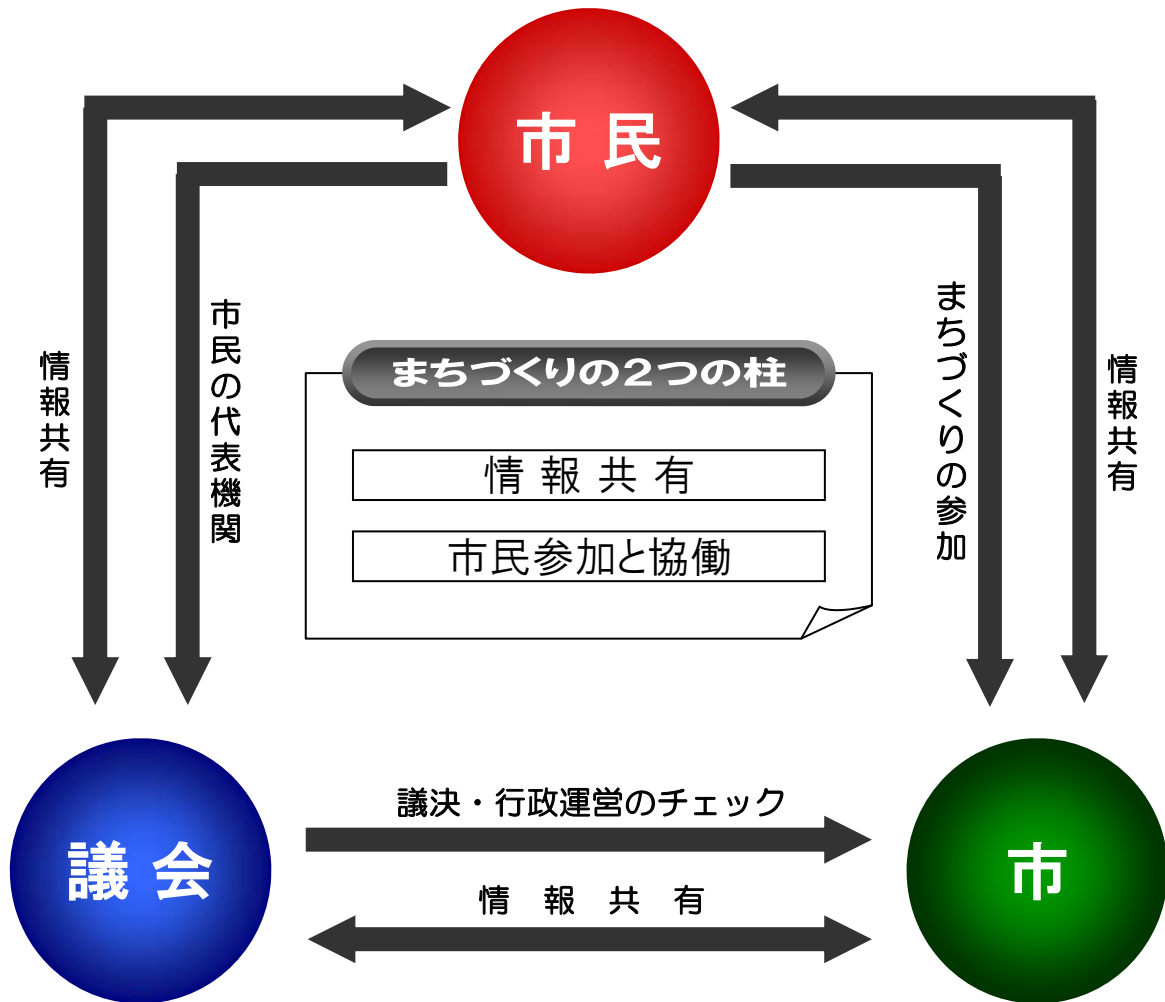 市民
情報共有
市民の代表機関
まちづくりの2つの柱
情報共有
市民参加と協働
まちづくりの参加
情報共有
議会
議決・行政運営のチェック
情報共有
市